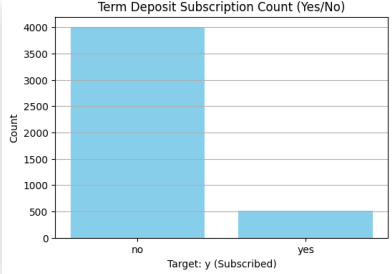 Term Deposit Subscription Count (Yes/No)
4000
3500
3000
2500
2000
1500
1000
500
0
Count
no
yes
Target: y (Subscribed)